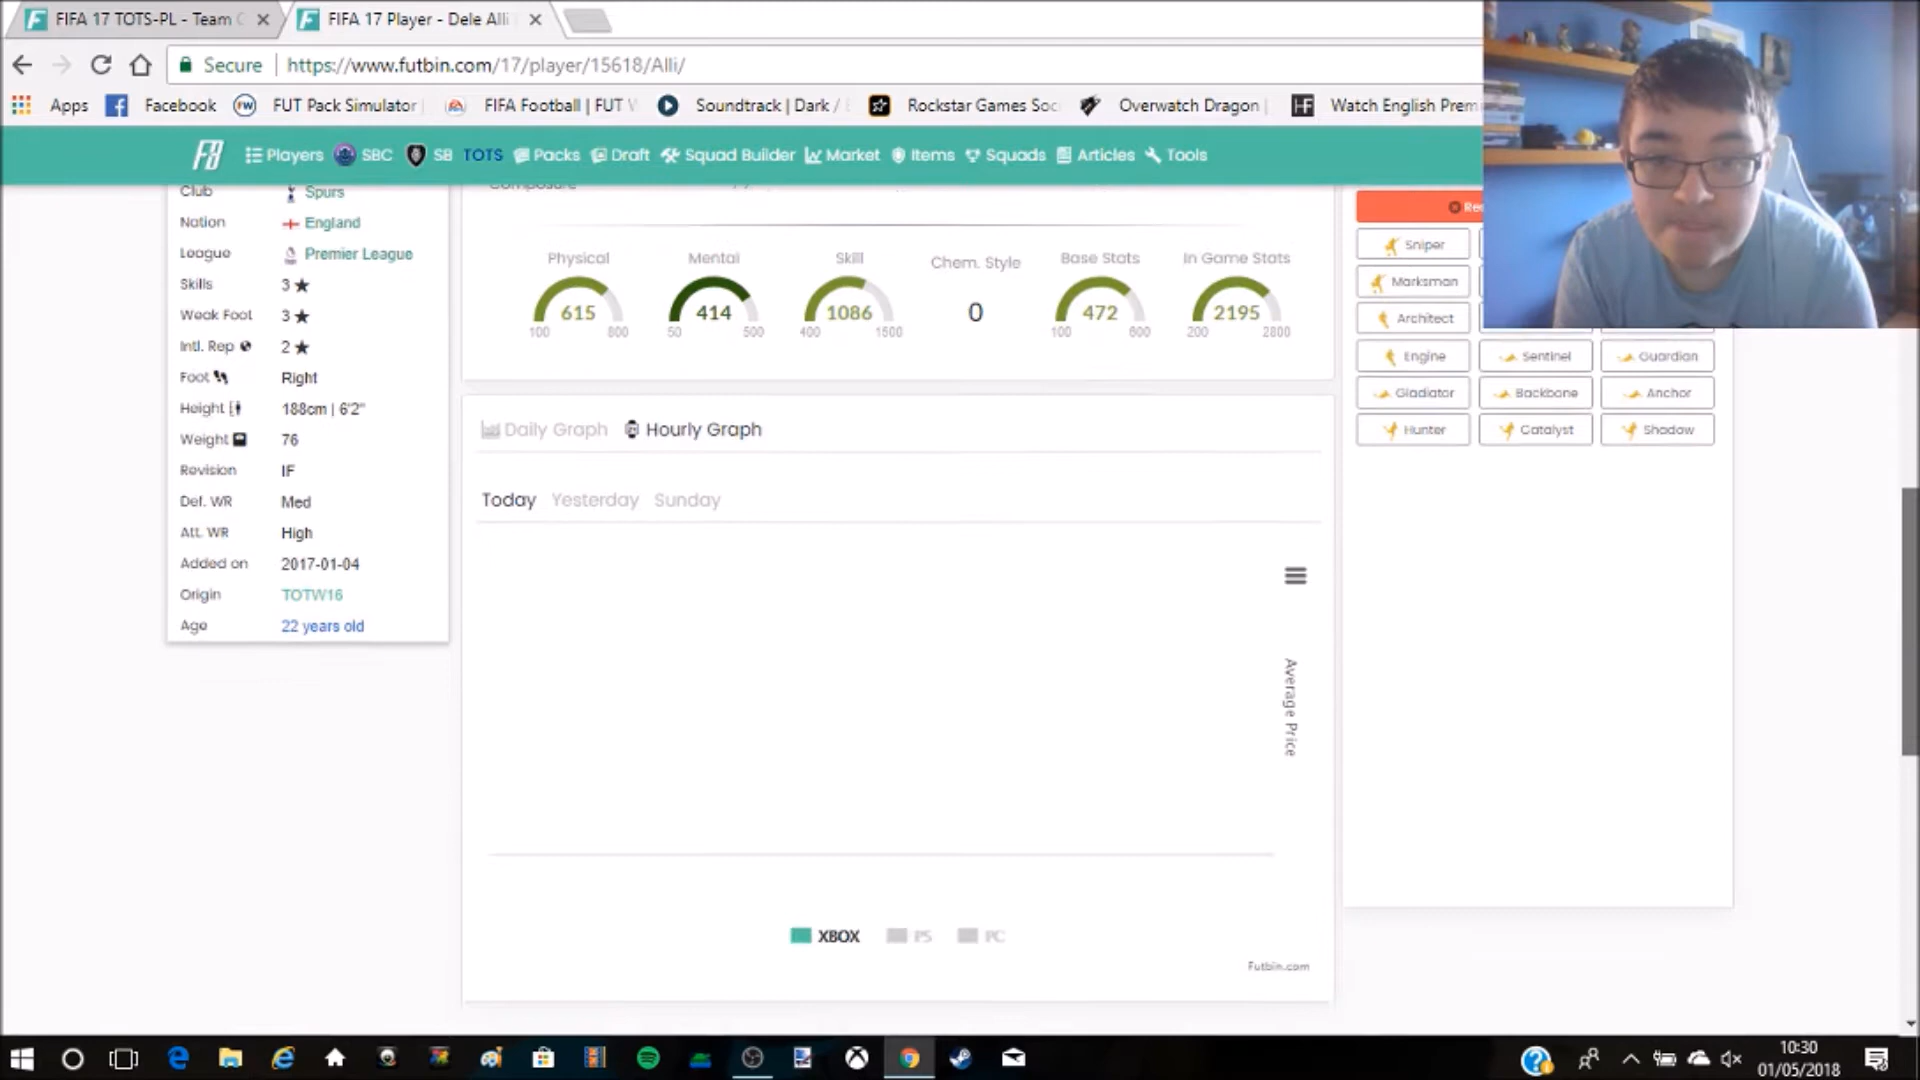 FIFA 17 TOTS-PL - Team
FIFA 17 Player - Dele Alli
Secure | https://www.futbin.com/17/player/15618/Alli/
Apps Facebook FUT Pack Simulator FIFA Football | FUT Soundtrack | Dark / Rockstar Games Soc Overwatch Dragon | Watch English Prem
Players SBC SB TOTS Packs Draft Squad Builder Market Items Squads Articles Tools
Club Spurs
Nation England
League Premier League
Skills 3
Weak Foot 3
Intl. Rep 2
Foot Right
Height 188cm | 6'2"
Weight 76
Revision IF
Def. WR Med
Att. WR High
Added on 2017-01-04
Origin TOTW16
Age 22 years old
Composure
Physical Mental Skill Chem. Style Base Stats In Game Stats
615 414 1086 0 472 2195
100 800 50 500 400 1500 100 600 200 2800
Daily Graph Hourly Graph
Today Yesterday Sunday
Average Price
XBOX PS PC
Futbin.com
Sniper
Marksman
Architect
Engine Sentinel Guardian
Gladiator Backbone Anchor
Hunter Catalyst Shadow
10:30
01/05/2018